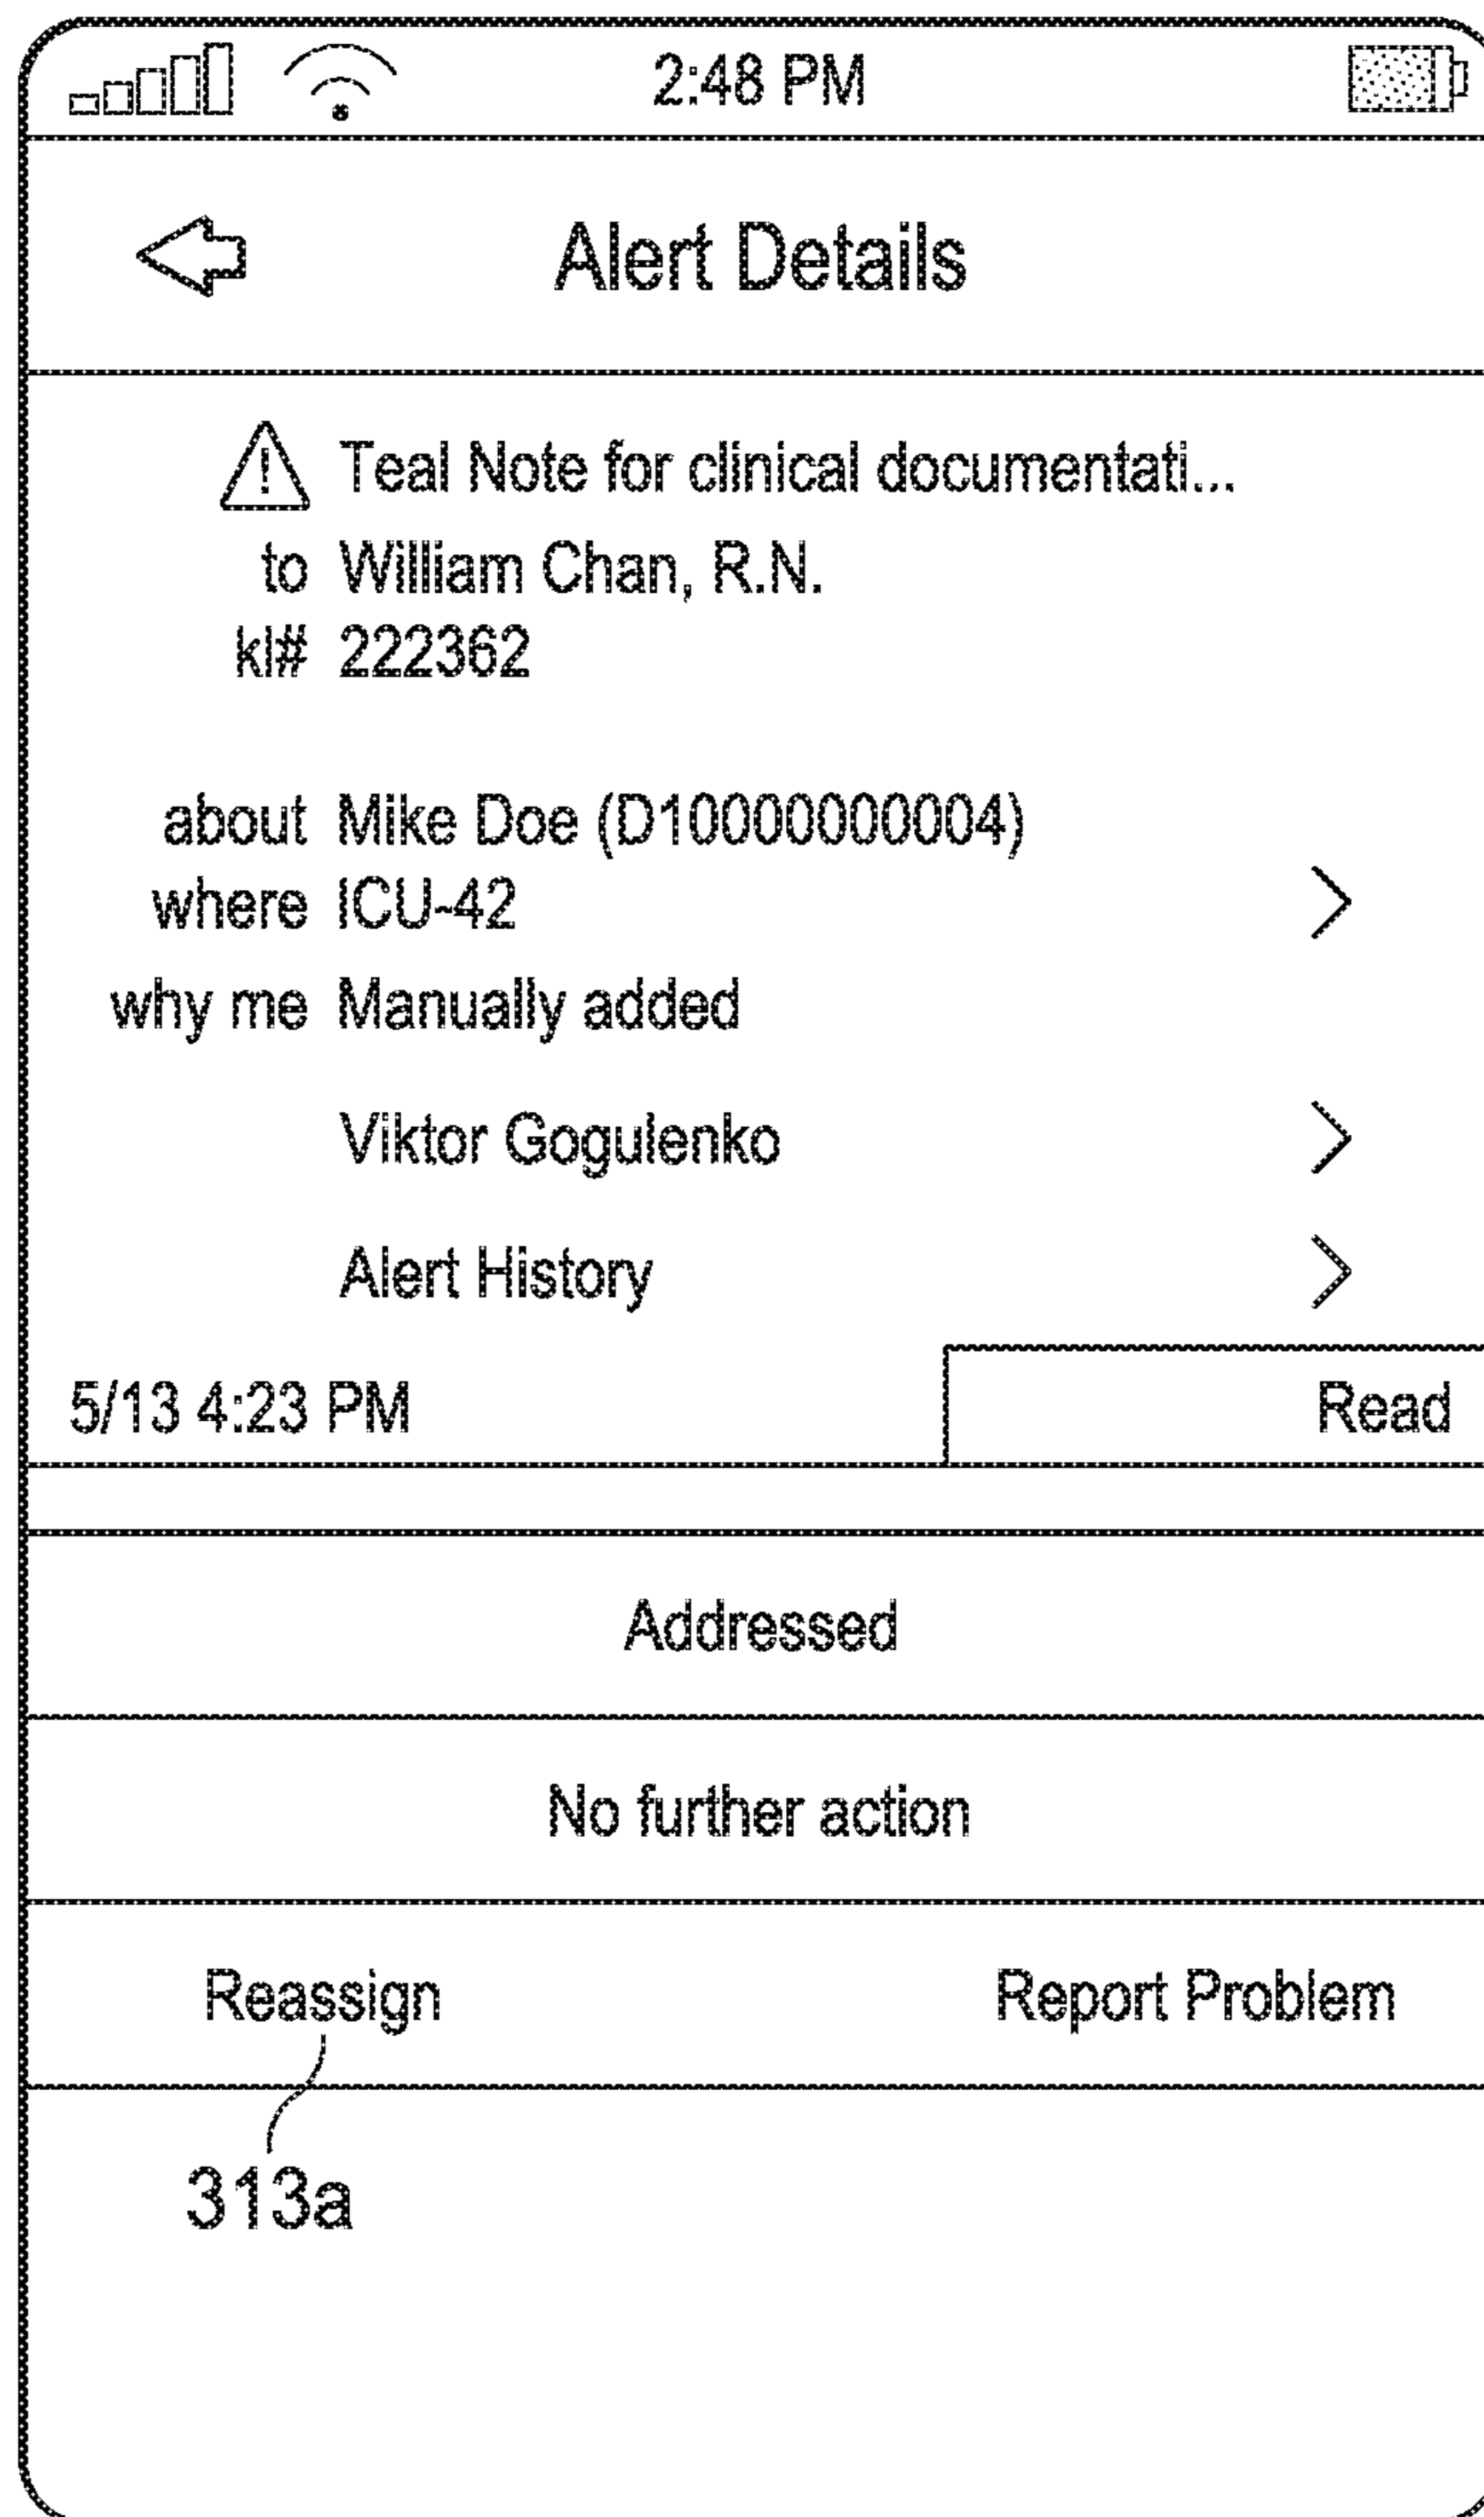 2:48 PM
Alert Details
Teal Note for clinical documentati...
to William Chan, R.N.
kl# 222362
about Mike Doe (D10000000004)
where ICU-42
why me Manually added
Viktor Gogulenko
Alert History
5/13 4:23 PM Read
Addressed
No further action
Reassign Report Problem
313a